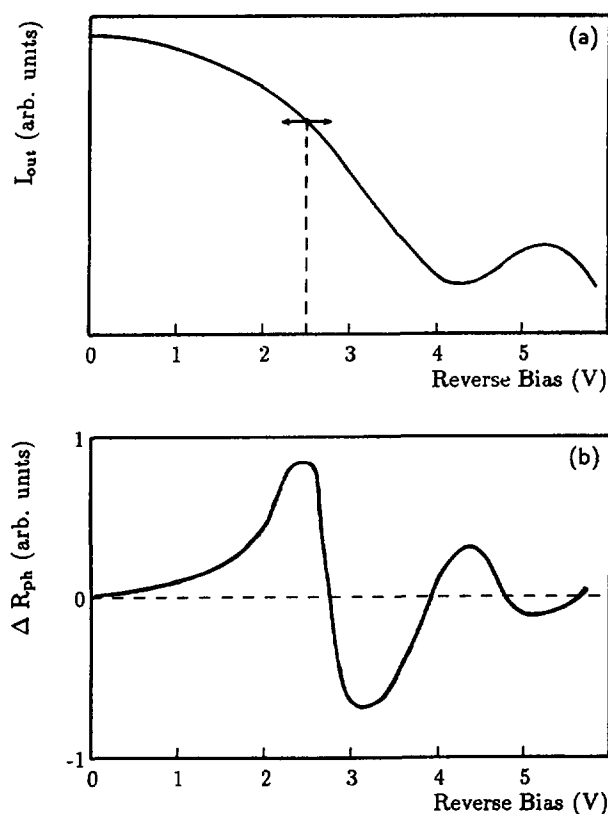 (a)
I_out (arb. units)
0 1 2 3 4 5
Reverse Bias (V)
(b)
1
0
-1
Δ R_ph (arb. units)
0 1 2 3 4 5
Reverse Bias (V)